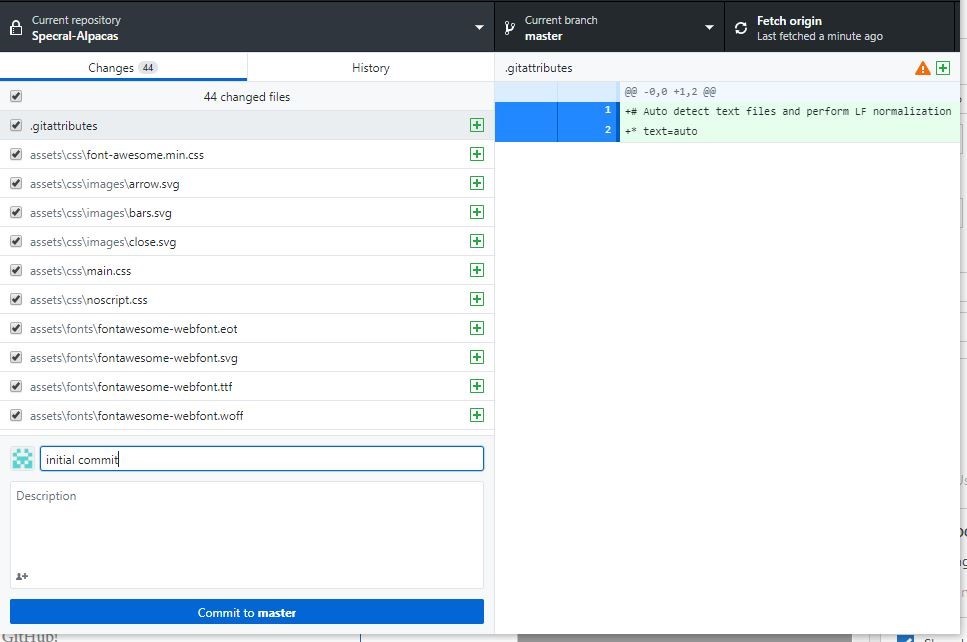 Current repository
Specral-Alpacas
Current branch
master
Fetch origin
Last fetched a minute ago
Changes 44
History
.gitattributes
44 changed files
@@ -0,0 +1,2 @@
.gitattributes
1 +# Auto detect text files and perform LF normalization
2 +* text=auto
assets\css\font-awesome.min.css
assets\css\images\arrow.svg
assets\css\images\bars.svg
assets\css\images\close.svg
assets\css\main.css
assets\css\noscript.css
assets\fonts\fontawesome-webfont.eot
assets\fonts\fontawesome-webfont.svg
assets\fonts\fontawesome-webfont.ttf
assets\fonts\fontawesome-webfont.woff
initial commit
Description
Commit to master
GitHub!